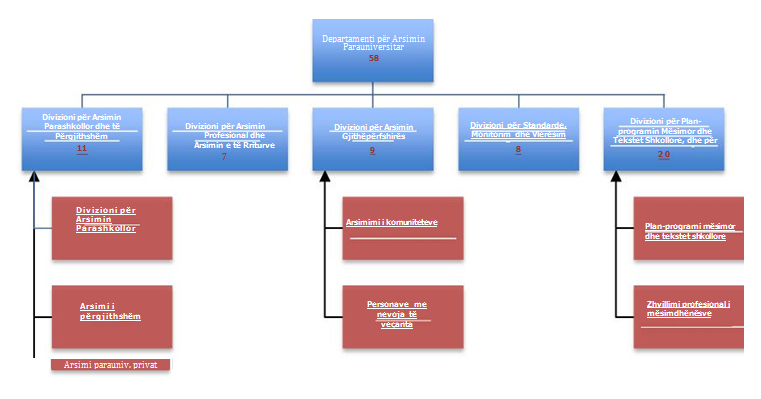 Departamenti për Arsimin
Parauniversitar
58
Divizioni për Arsimin
Parashkollor dhe të
Përgjithshëm
11
Divizioni për Arsimin
Profesional dhe
Arsimin e të Rriturve
7
Divizioni për Arsimin
Gjithëpërfshirës
9
Divizioni për Standarde,
Monitorim dhe Vlerësim
8
Divizioni për Plan-
programin Mësimor dhe
Tekstet Shkollore, dhe për
20
Divizioni për
Arsimin
Parashkollor
Arsimi i
përgjithshëm
Arsimi parauniv. privat
Arsimimi i komuniteteve
Personave me
nevoja të
veçanta
Plan-programi mësimor
dhe tekstet shkollore
Zhvillimi profesional i
mësimdhënësve